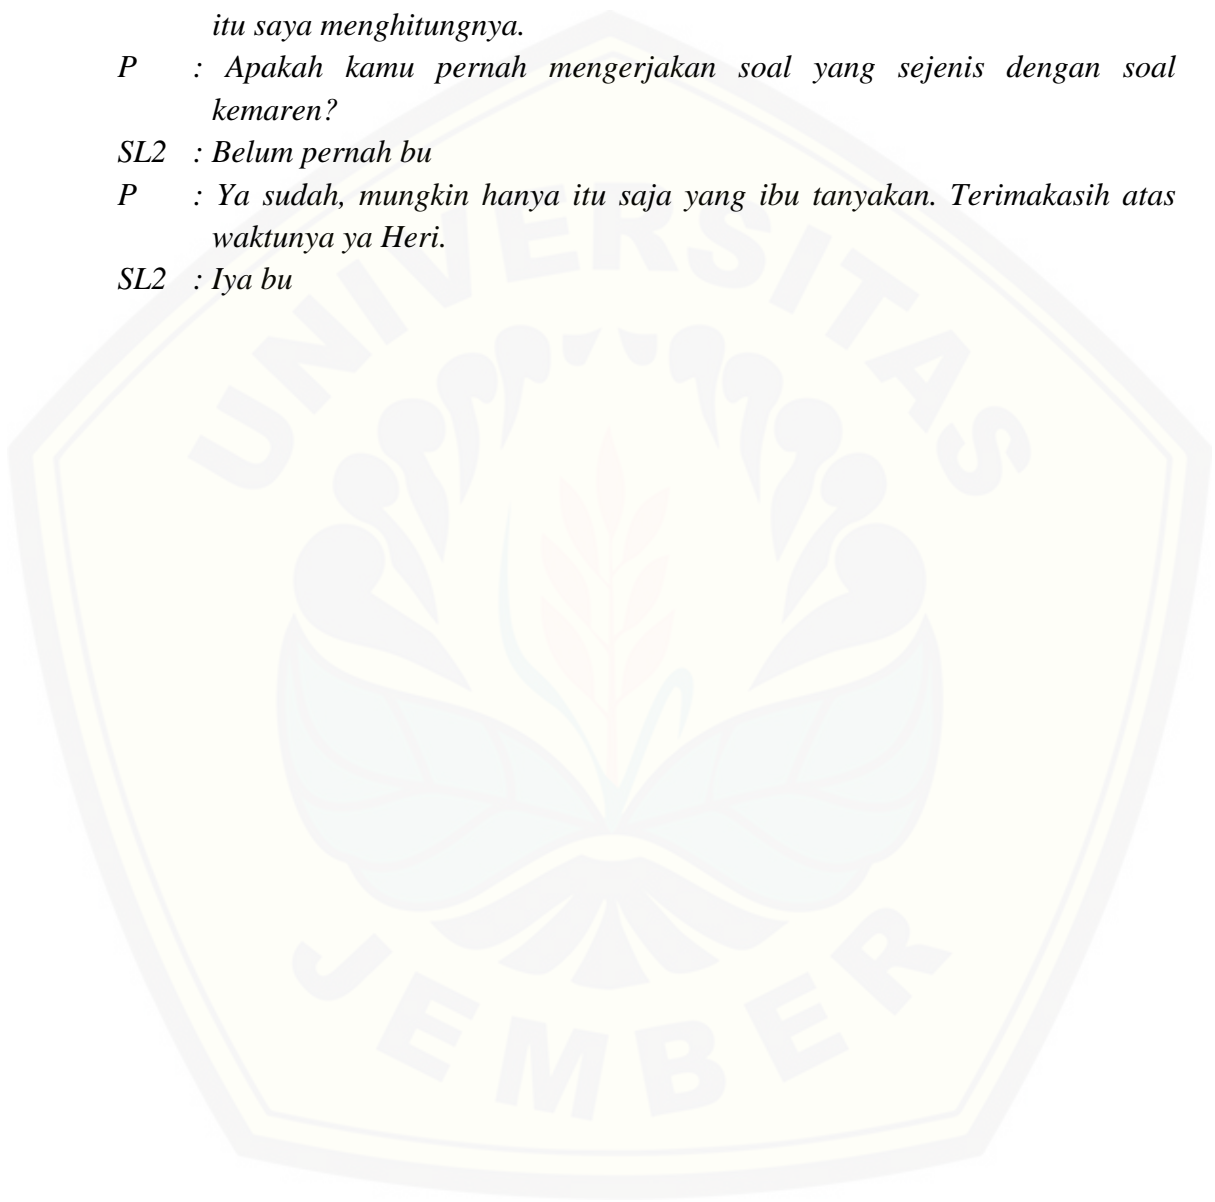 itu saya menghitungnya.
P : Apakah kamu pernah mengerjakan soal yang sejenis dengan soal
kemaren?
SL2 : Belum pernah bu
P : Ya sudah, mungkin hanya itu saja yang ibu tanyakan. Terimakasih atas
waktunya ya Heri.
SL2 : Iya bu
UNIVERSITAS
JEMBER